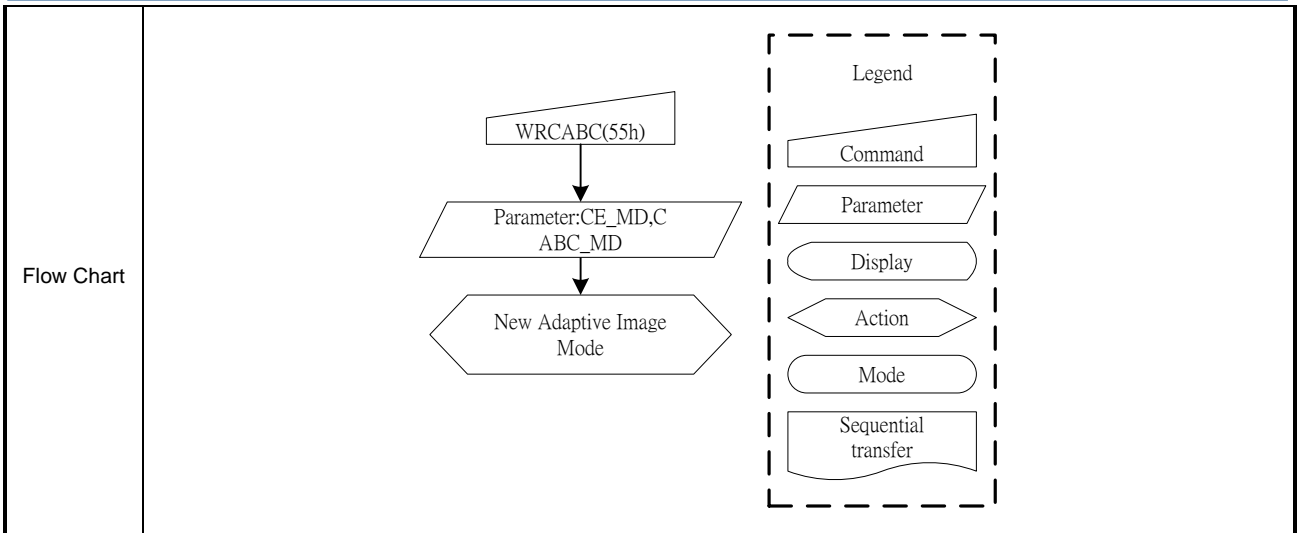 Flow Chart
WRCABC(55h)
Parameter:CE_MD,C
ABC_MD
New Adaptive Image
Mode
Legend
Command
Parameter
Display
Action
Mode
Sequential
transfer